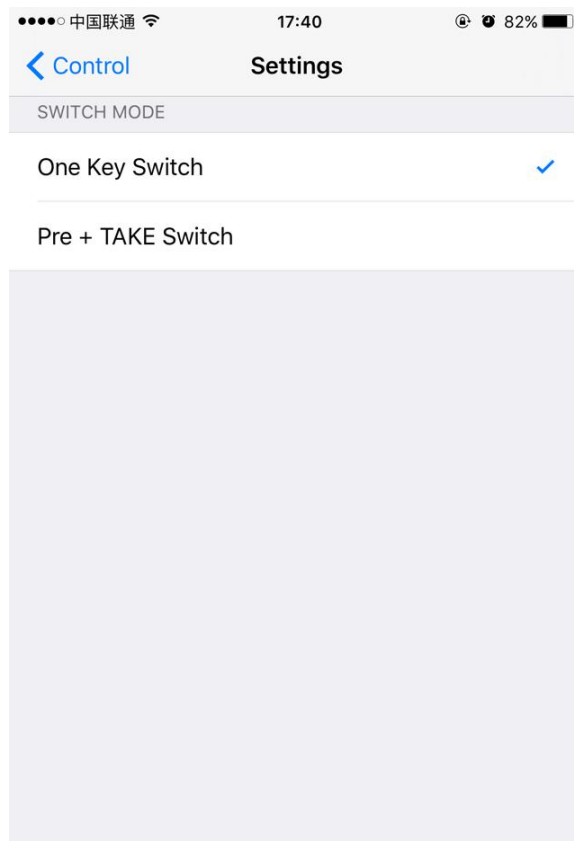 中国联通 17:40 82%
Control Settings
SWITCH MODE
One Key Switch
Pre + TAKE Switch